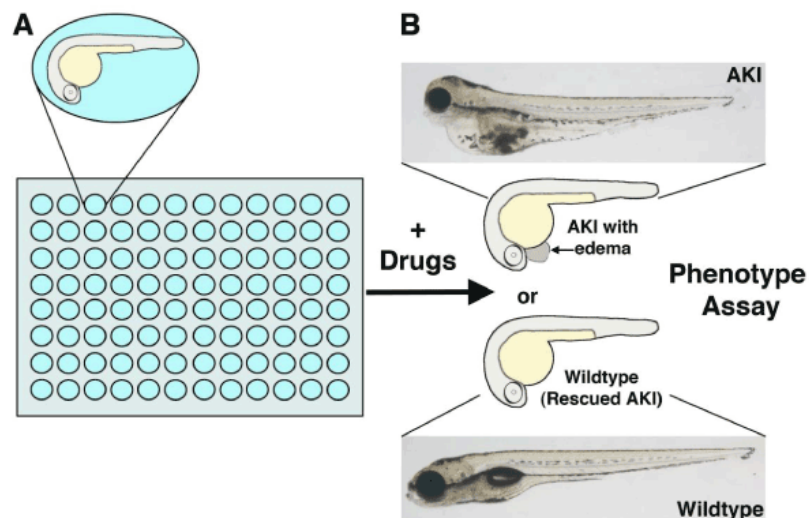 A
B
AKI
AKI with
edema
+
Drugs
or
Phenotype
Assay
Wildtype
(Rescued AKI)
Wildtype